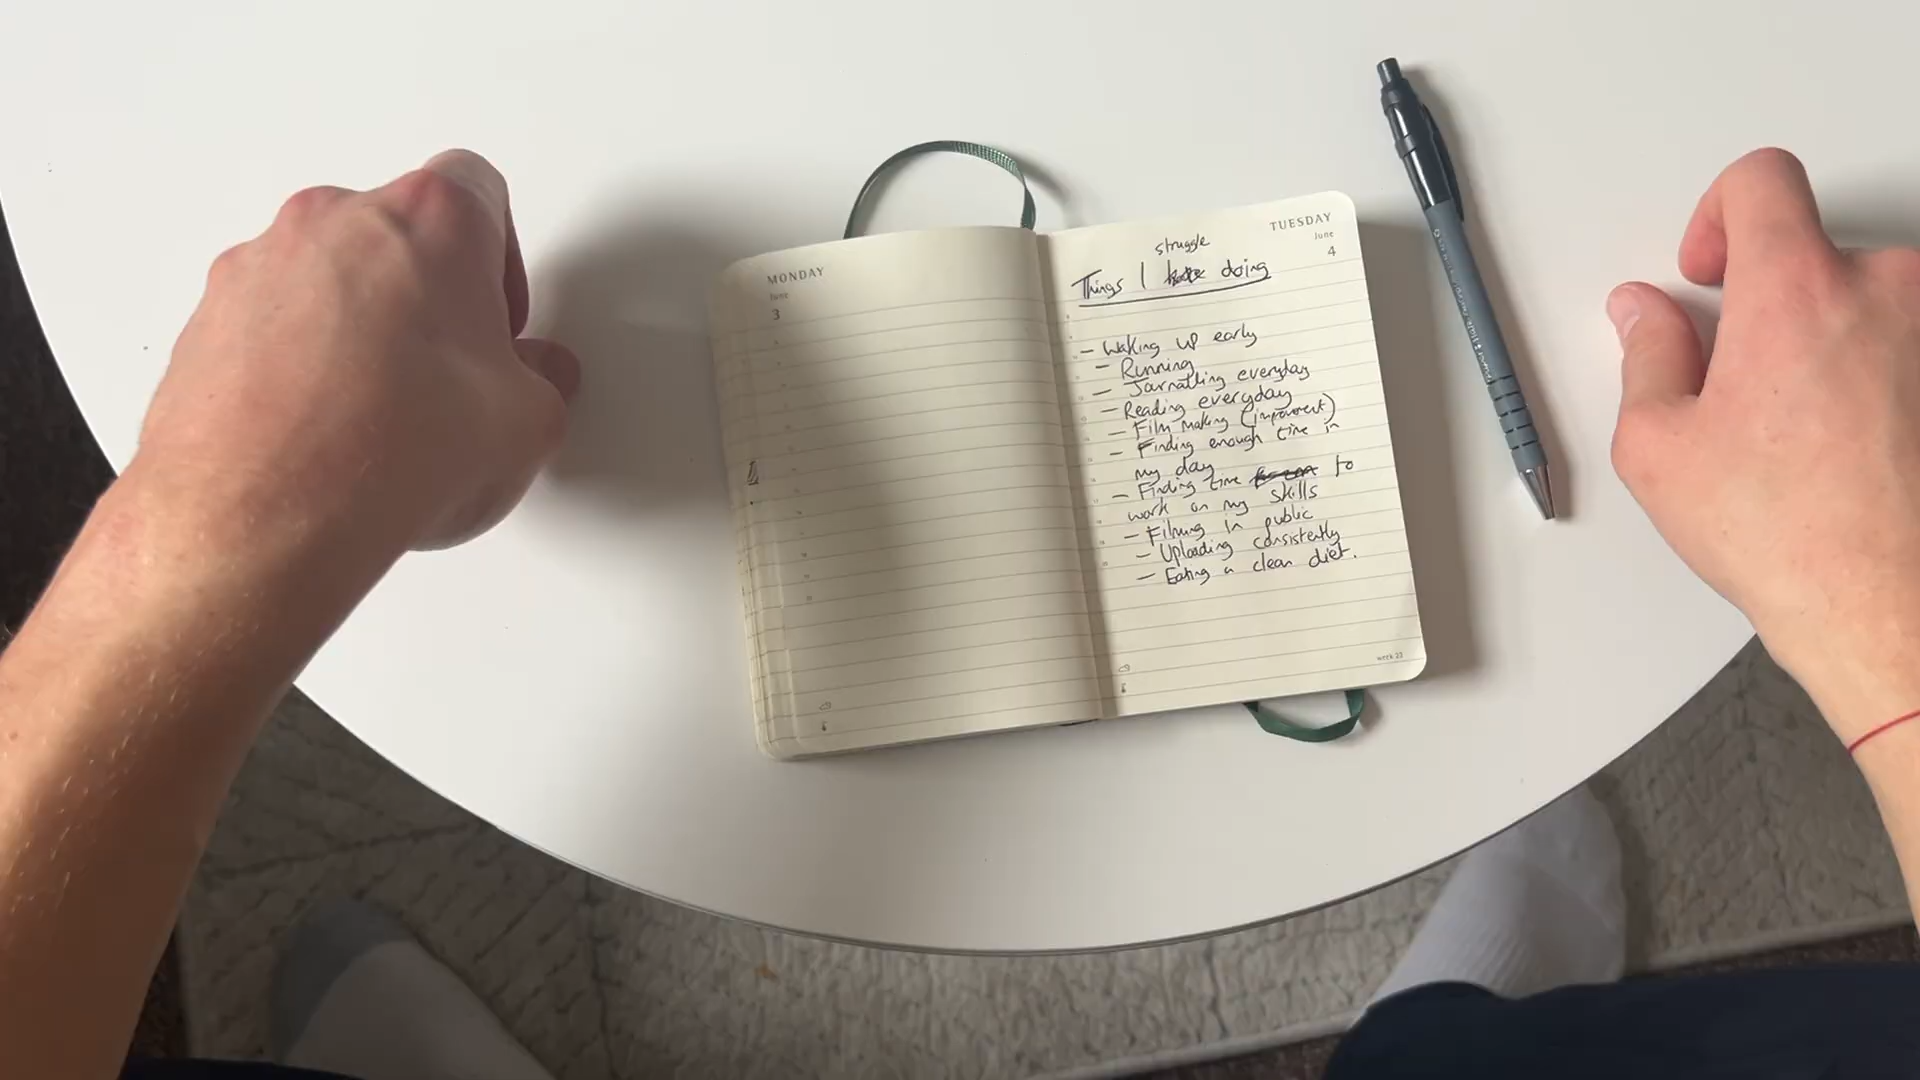 MONDAY
June
3
TUESDAY
June
4
struggle
Things I hate doing
- Waking up early
- Running
- Journalling everyday
- Reading everyday
- Film making (improvement)
- Finding enough time in
my day
- Finding time to
work on my skills
- Filming in public
- Uploading consistently
- Eating a clean diet.
week 23